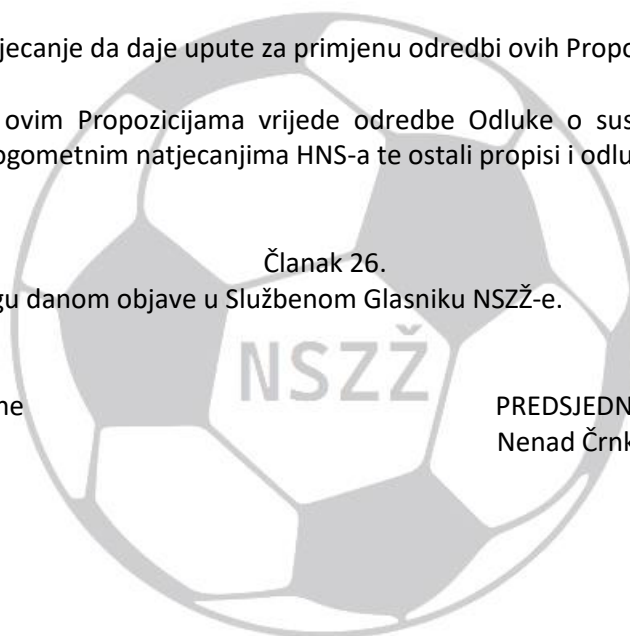 jecanje da daje upute za primjenu odredbi ovih Propo
ovim Propozicijama vrijede odredbe Odluke o sus
ogometnim natjecanjima HNS-a te ostali propisi i odlu
Članak 26.
gu danom objave u Službenom Glasniku NSZŽ-e.
NSZŽ
ne PREDSJEDN
Nenad Črnk